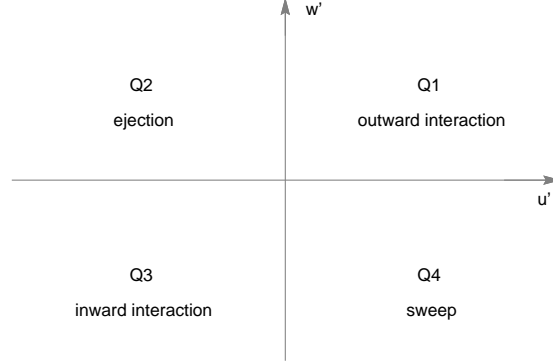 w'
Q2
ejection
Q1
outward interaction
u'
Q3
inward interaction
Q4
sweep